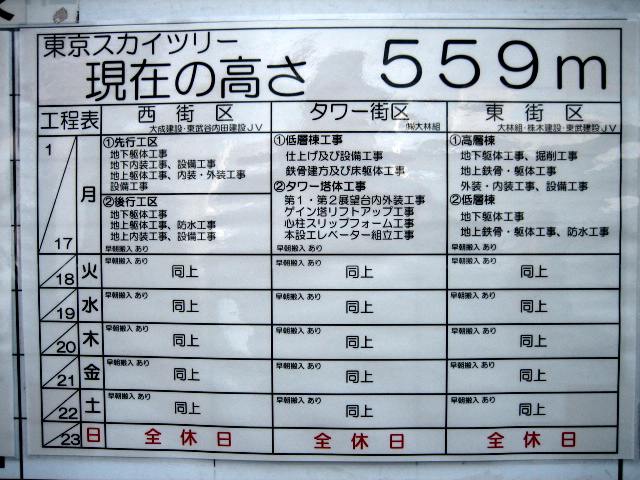 東京スカイツリー
現在の高さ 559m
工程表 西街区 タワー街区 東街区
大成建設・東武谷内田建設JV ㈱大林組 大林組・株木建設・東武建設JV
1 月 17
①先行工区
地下躯体工事
地下内装工事、設備工事
地上躯体工事、内装・外装工事
設備工事
②後行工区
地下躯体工事
地上躯体工事、防水工事
地上内装工事、設備工事
早朝搬入 あり
①低層棟工事
仕上げ及び設備工事
鉄骨建方及び床躯体工事
②タワー塔体工事
第1・第2展望台内外装工事
ゲイン塔リフトアップ工事
心柱スリップフォーム工事
本設エレベーター組立工事
早朝搬入 あり
①高層棟
地下躯体工事、掘削工事
地上鉄骨・躯体工事
外装・内装工事、設備工事
②低層棟
地下躯体工事
地上鉄骨・躯体工事、防水工事
早朝搬入 あり
18 火 早朝搬入 あり 同上 早朝搬入 あり 同上 早朝搬入 あり 同上
19 水 早朝搬入 あり 同上 早朝搬入 あり 同上 早朝搬入 あり 同上
20 木 早朝搬入 あり 同上 早朝搬入 あり 同上 早朝搬入 あり 同上
21 金 早朝搬入 あり 同上 早朝搬入 あり 同上 早朝搬入 あり 同上
22 土 早朝搬入 あり 同上 早朝搬入 あり 同上 早朝搬入 あり 同上
23 日 全休日 全休日 全休日